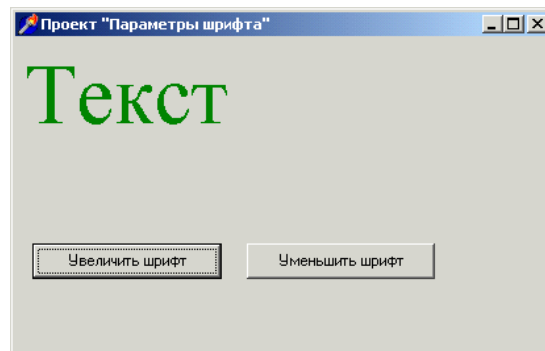 Проект "Параметры шрифта"
Текст
Увеличить шрифт
Уменьшить шрифт